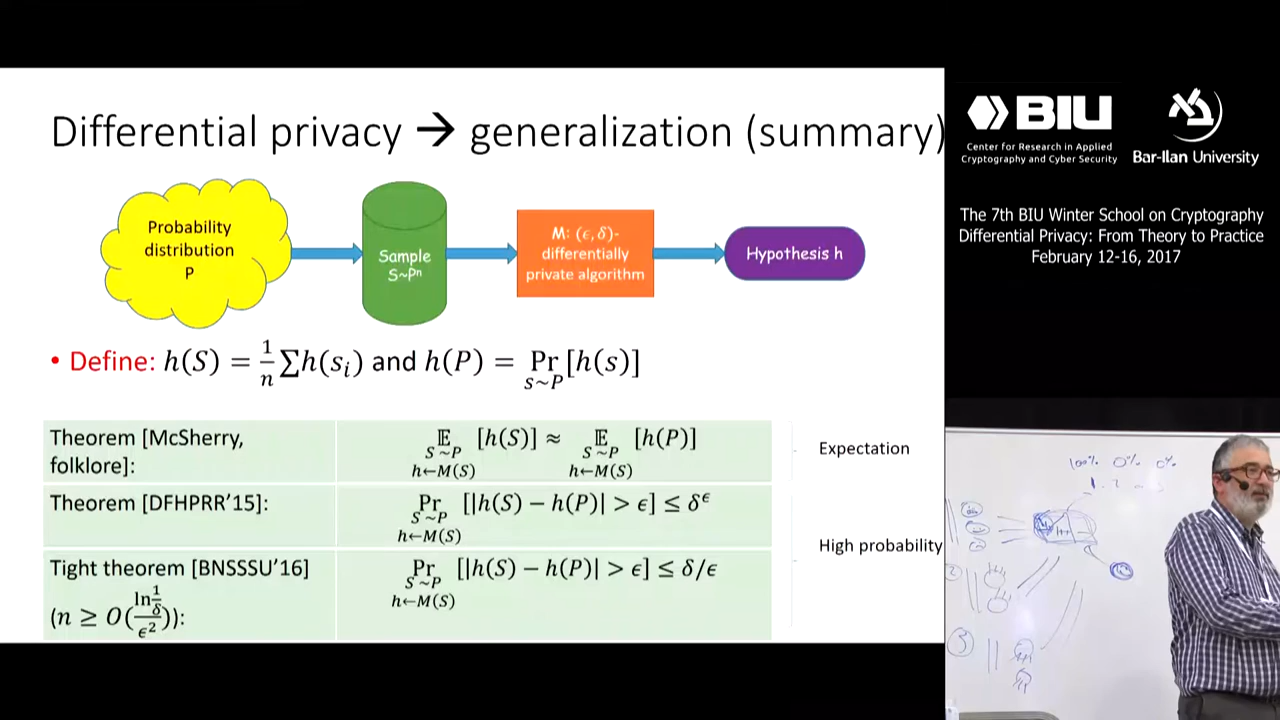 Differential privacy → generalization (summary)
Probability
distribution
P
Sample
S~Pⁿ
M: (ϵ,δ)-
differentially
private algorithm
Hypothesis h
• Define: h(S) = 1/n ∑h(sᵢ) and h(P) = Pr_{s~P}[h(s)]
Theorem [McSherry,
folklore]:
𝔼_{S~P, h←M(S)} [h(S)] ≈ 𝔼_{S~P, h←M(S)} [h(P)]
Expectation
Theorem [DFHPRR'15]:
Pr_{S~P, h←M(S)} [|h(S) − h(P)| > ϵ] ≤ δ^ϵ
High probability
Tight theorem [BNSSSU'16]
(n ≥ O(ln(1/δ)/ϵ²)):
Pr_{S~P, h←M(S)} [|h(S) − h(P)| > ϵ] ≤ δ/ϵ
BIU
Center for Research in Applied
Cryptography and Cyber Security
Bar-Ilan University
The 7th BIU Winter School on Cryptography
Differential Privacy: From Theory to Practice
February 12-16, 2017
100% 0% 0%